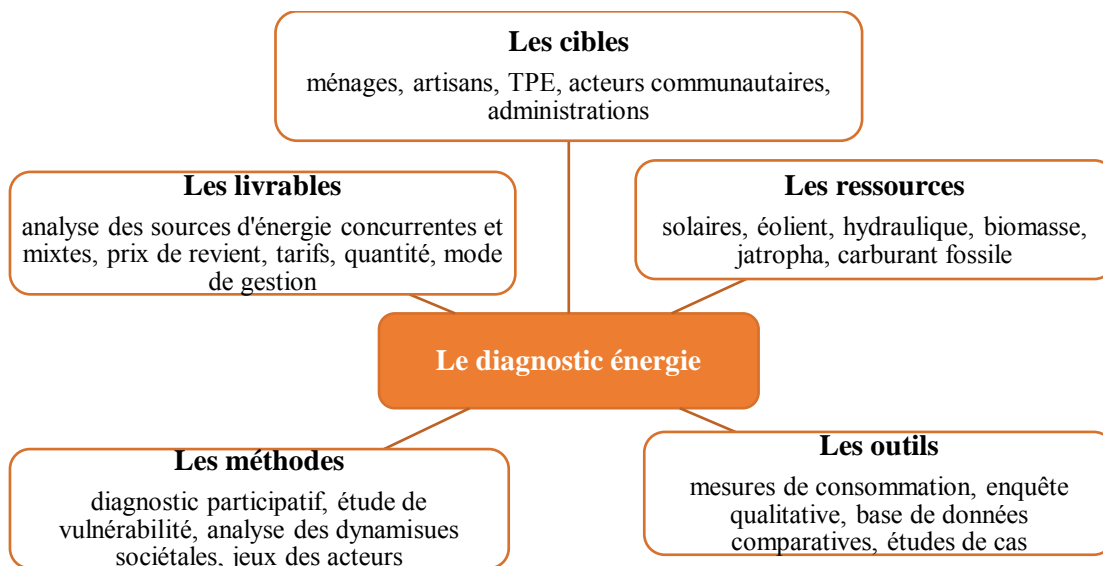 Les cibles
ménages, artisans, TPE, acteurs communautaires,
administrations
Les livrables
analyse des sources d'énergie concurrentes et
mixtes, prix de revient, tarifs, quantité, mode
de gestion
Les ressources
solaires, éolient, hydraulique, biomasse,
jatropha, carburant fossile
Le diagnostic énergie
Les méthodes
diagnostic participatif, étude de
vulnérabilité, analyse des dynamisues
sociétales, jeux des acteurs
Les outils
mesures de consommation, enquête
qualitative, base de données
comparatives, études de cas